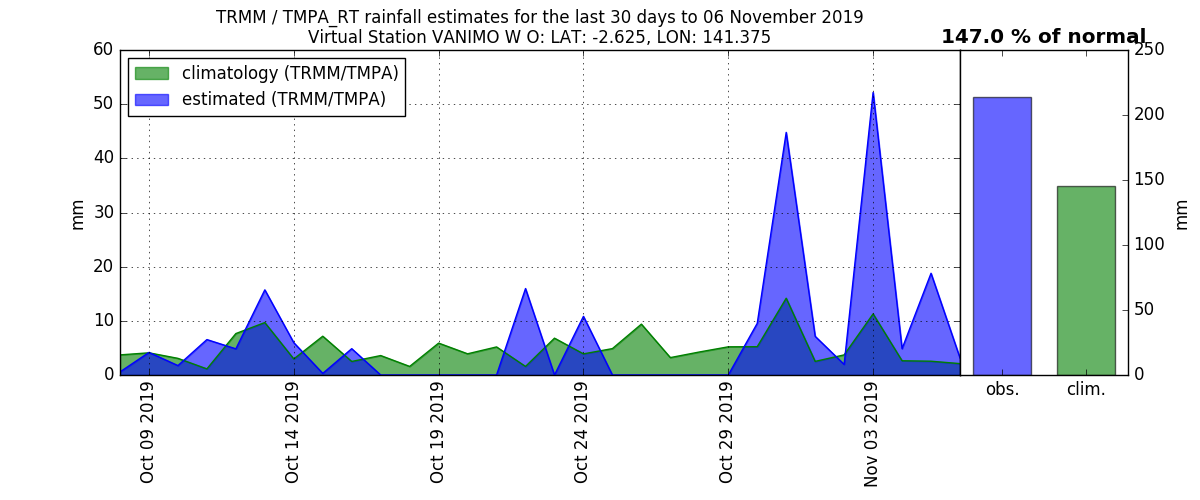 TRMM / TMPA_RT rainfall estimates for the last 30 days to 06 November 2019
Virtual Station VANIMO W O: LAT: -2.625, LON: 141.375
147.0 % of normal
climatology (TRMM/TMPA)
estimated (TRMM/TMPA)
60
50
40
30
20
10
0
mm
Oct 09 2019
Oct 14 2019
Oct 19 2019
Oct 24 2019
Oct 29 2019
Nov 03 2019
obs.
clim.
250
200
150
100
50
0
mm